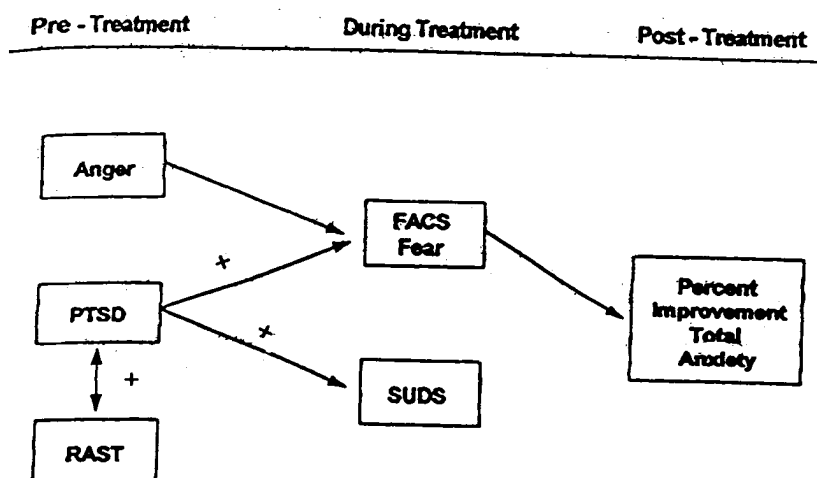 Pre - Treatment
During Treatment
Post - Treatment
Anger
FACS
Fear
+
PTSD
+
Percent
Improvement
Total
Anxiety
+
SUDS
RAST